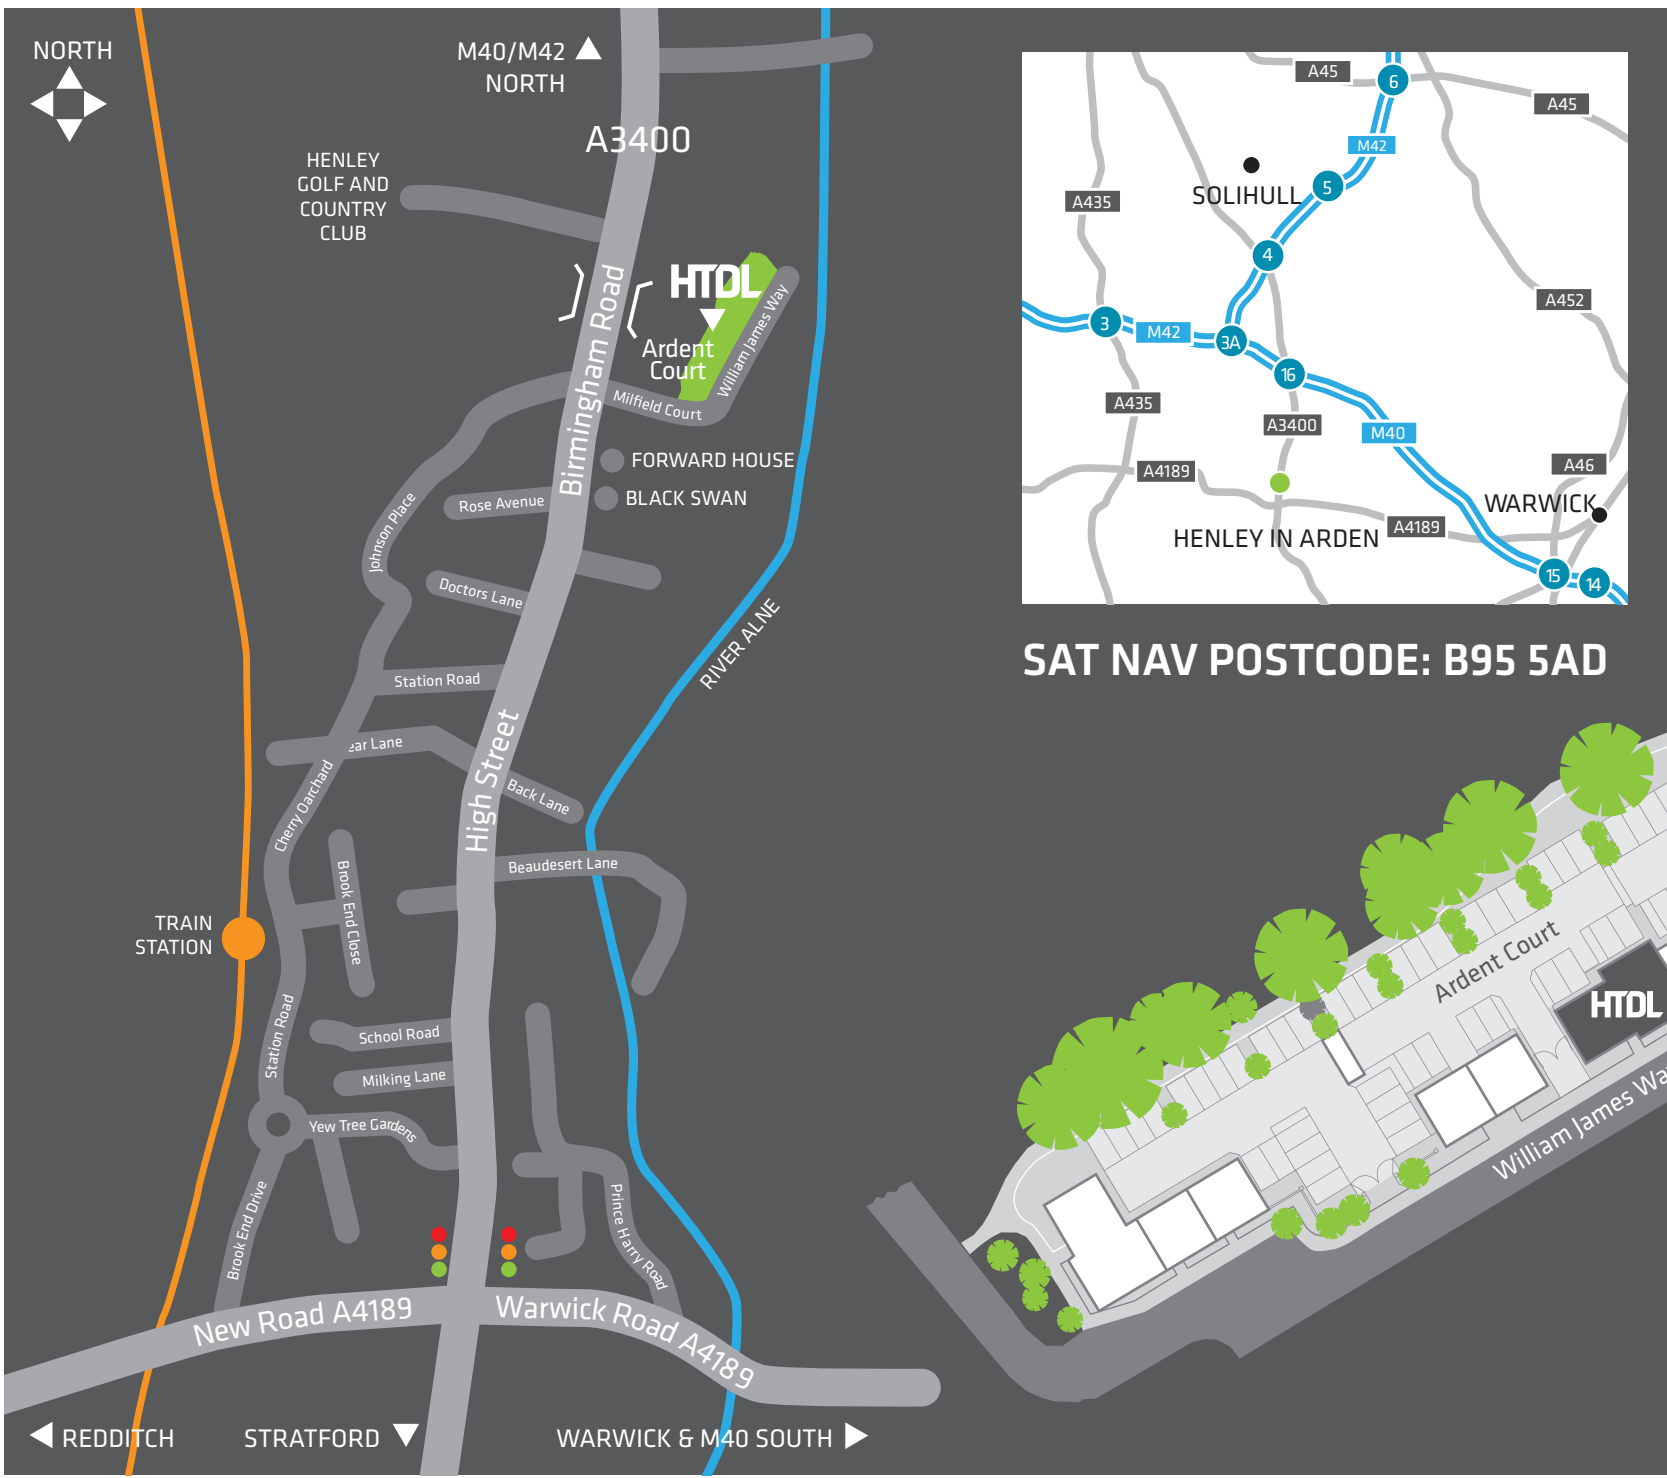 NORTH
M40/M42
NORTH
A3400
HENLEY
GOLF AND
COUNTRY
CLUB
HTDL
Ardent
Court
William James Way
Milfield Court
Birmingham Road
FORWARD HOUSE
BLACK SWAN
Rose Avenue
Johnson Place
Doctors Lane
RIVER ALNE
Station Road
ear Lane
High Street
Back Lane
Cherry Oarchard
Beaudesert Lane
Brook End Close
TRAIN
STATION
Station Road
School Road
Milking Lane
Yew Tree Gardens
Brook End Drive
Prince Harry Road
New Road A4189
Warwick Road A4189
REDDITCH
STRATFORD
WARWICK & M40 SOUTH
A45
6
A45
M42
SOLIHULL
5
A435
4
A452
3
M42
3A
16
A435
A3400
M40
A4189
A46
WARWICK
A4189
HENLEY IN ARDEN
15
14
SAT NAV POSTCODE: B95 5AD
Ardent Court
HTDL
William James Wa